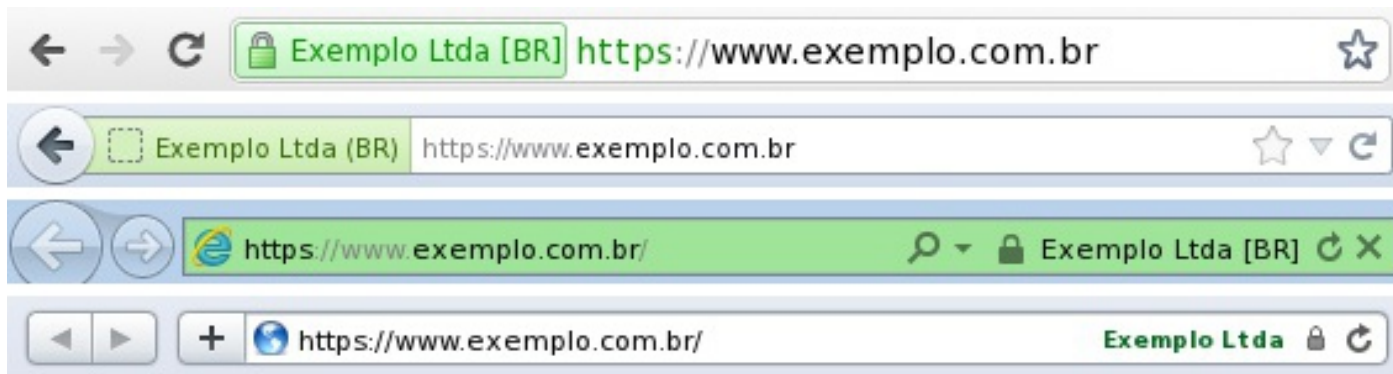 Exemplo Ltda [BR] https://www.exemplo.com.br
Exemplo Ltda (BR) https://www.exemplo.com.br
https://www.exemplo.com.br/ Exemplo Ltda [BR]
https://www.exemplo.com.br/ Exemplo Ltda